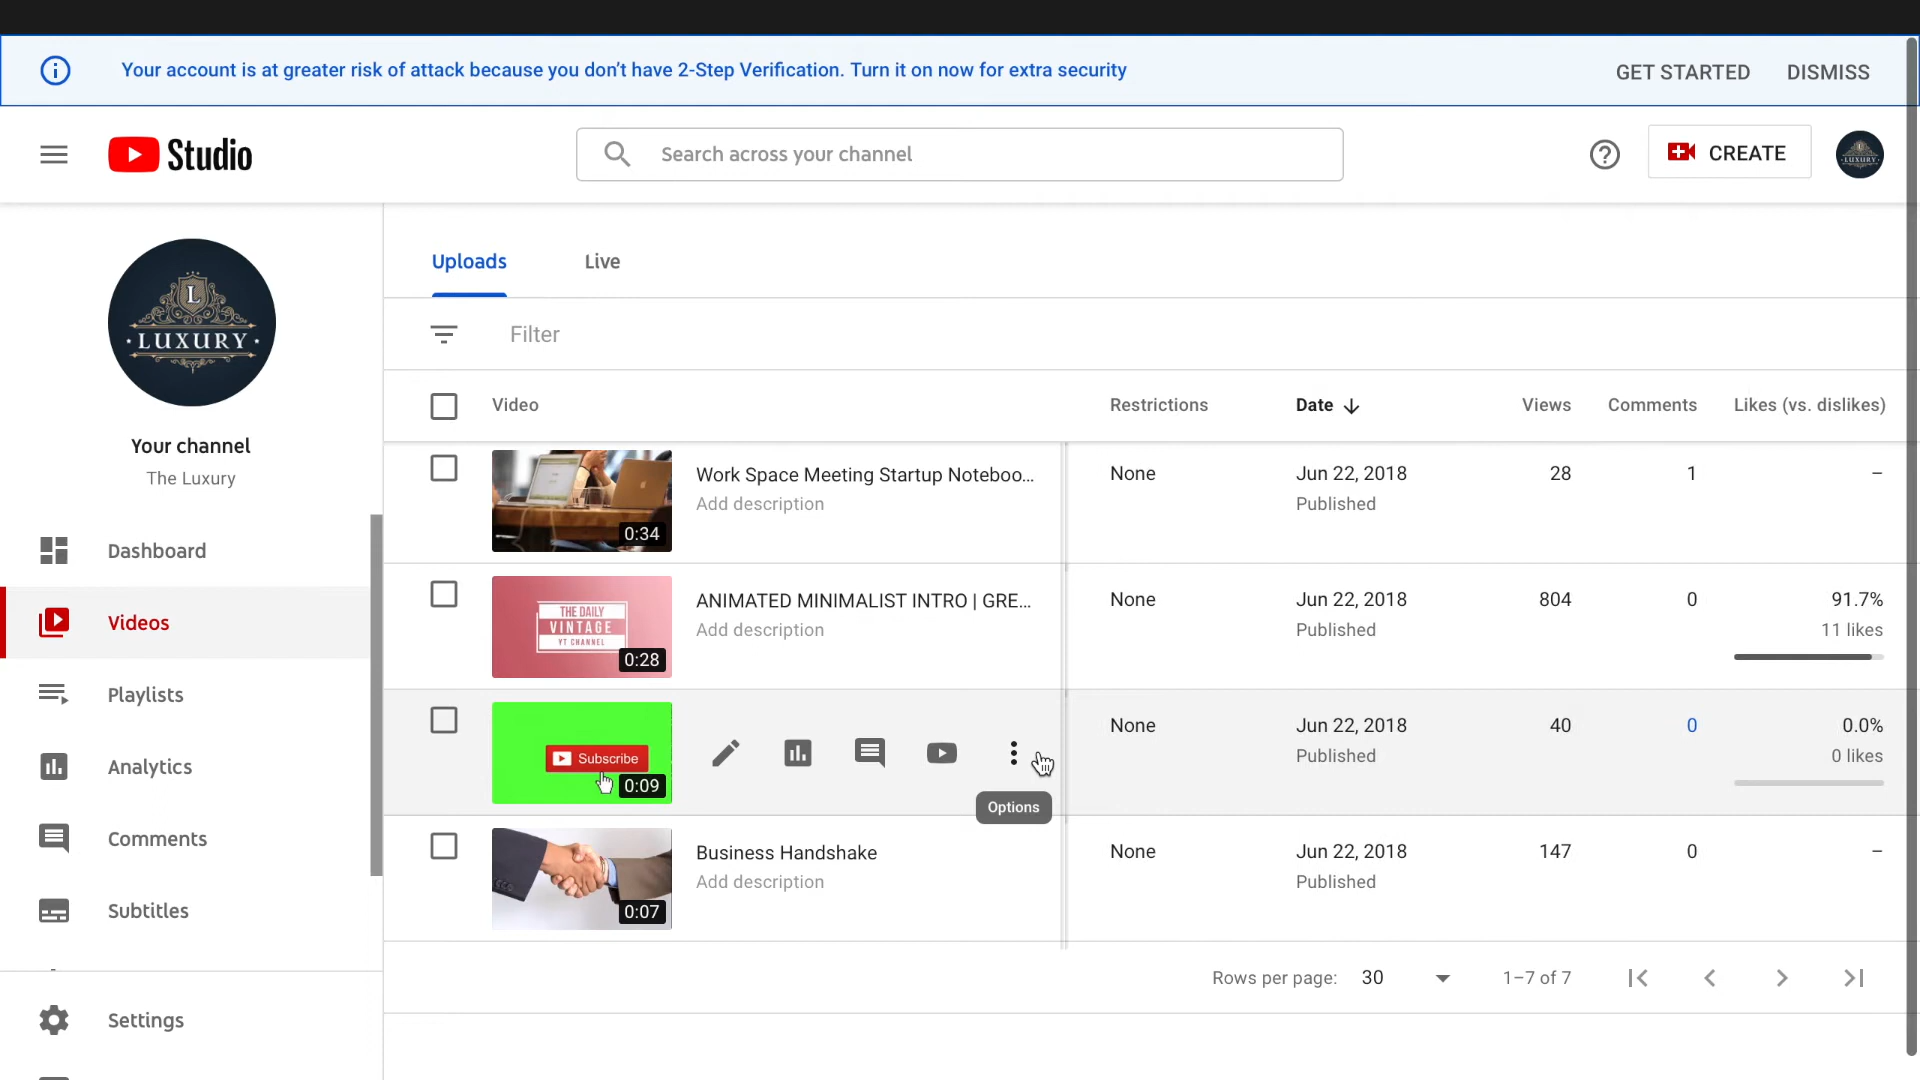 Your account is at greater risk of attack because you don’t have 2-Step Verification. Turn it on now for extra security
GET STARTED
DISMISS
Studio
Search across your channel
CREATE
LUXURY
L
LUXURY
Your channel
The Luxury
Dashboard
Videos
Playlists
Analytics
Comments
Subtitles
Settings
Uploads
Live
Filter
Video
Restrictions
Date
Views
Comments
Likes (vs. dislikes)
0:34
Work Space Meeting Startup Noteboo...
Add description
None
Jun 22, 2018
Published
28
1
–
THE DAILY
VINTAGE
YT CHANNEL
0:28
ANIMATED MINIMALIST INTRO | GRE...
Add description
None
Jun 22, 2018
Published
804
0
91.7%
11 likes
Subscribe
0:09
Options
None
Jun 22, 2018
Published
40
0
0.0%
0 likes
0:07
Business Handshake
Add description
None
Jun 22, 2018
Published
147
0
–
Rows per page:
30
1–7 of 7